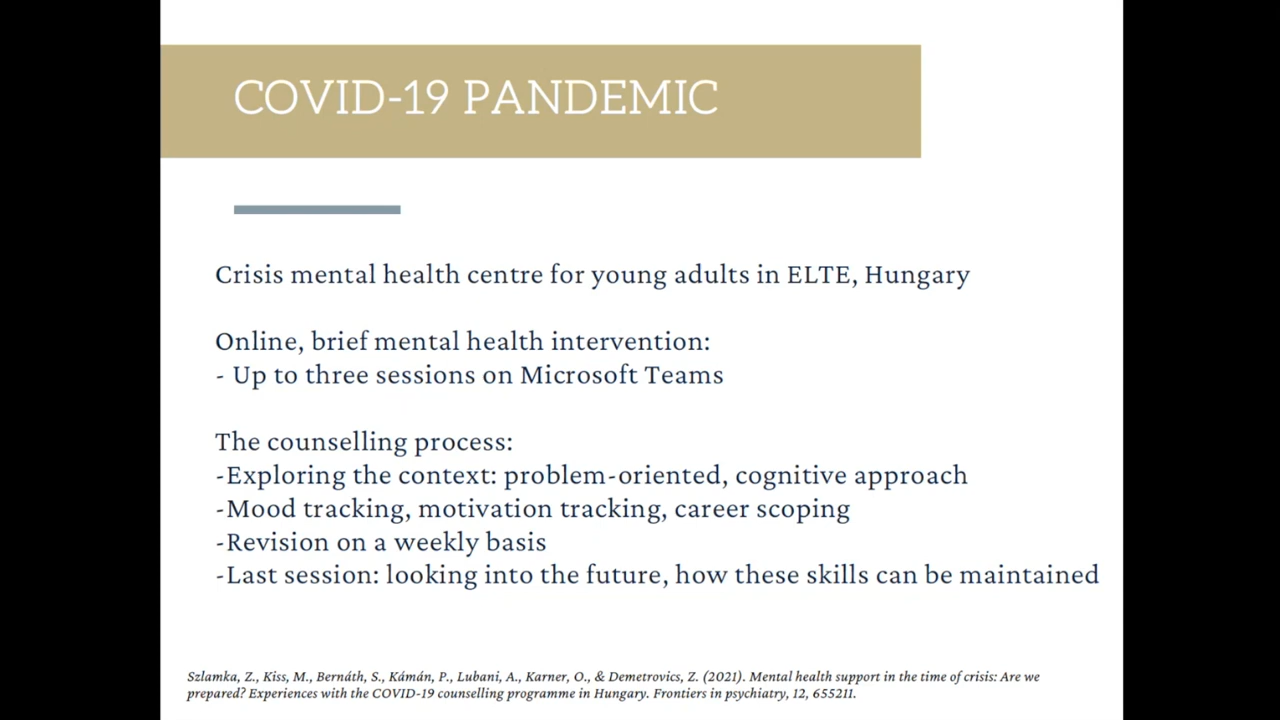 COVID-19 PANDEMIC
Crisis mental health centre for young adults in ELTE, Hungary
Online, brief mental health intervention:
- Up to three sessions on Microsoft Teams
The counselling process:
-Exploring the context: problem-oriented, cognitive approach
-Mood tracking, motivation tracking, career scoping
-Revision on a weekly basis
-Last session: looking into the future, how these skills can be maintained
Szlamka, Z., Kiss, M., Bernáth, S., Kámán, P., Lubani, A., Karner, O., & Demetrovics, Z. (2021). Mental health support in the time of crisis: Are we
prepared? Experiences with the COVID-19 counselling programme in Hungary. Frontiers in psychiatry, 12, 655211.